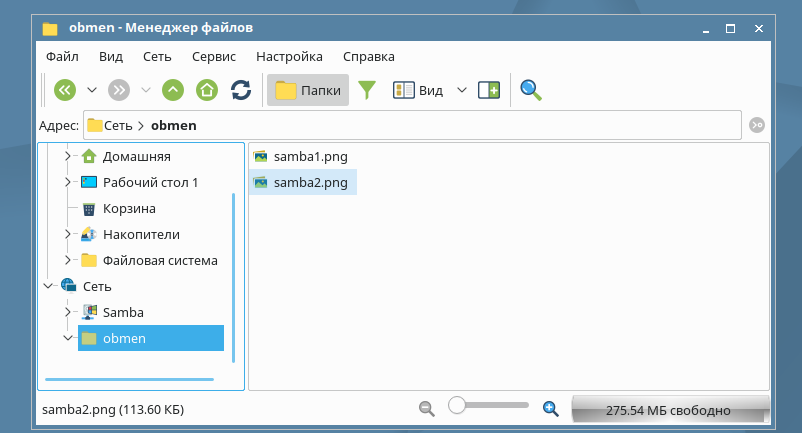 obmen - Менеджер файлов
Файл Вид Сеть Сервис Настройка Справка
Папки Вид
Адрес: Сеть obmen
Домашняя
Рабочий стол 1
Корзина
Накопители
Файловая система
Сеть
Samba
obmen
samba1.png
samba2.png
samba2.png (113.60 КБ) 275.54 МБ свободно